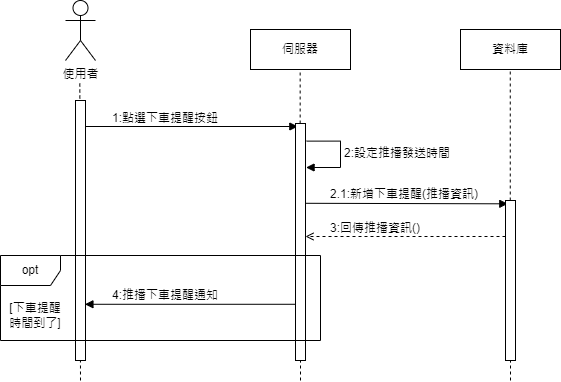 使用者
伺服器
資料庫
1:點選下車提醒按鈕
2:設定推播發送時間
2.1:新增下車提醒(推播資訊)
3:回傳推播資訊()
opt
4:推播下車提醒通知
[下車提醒
時間到了]